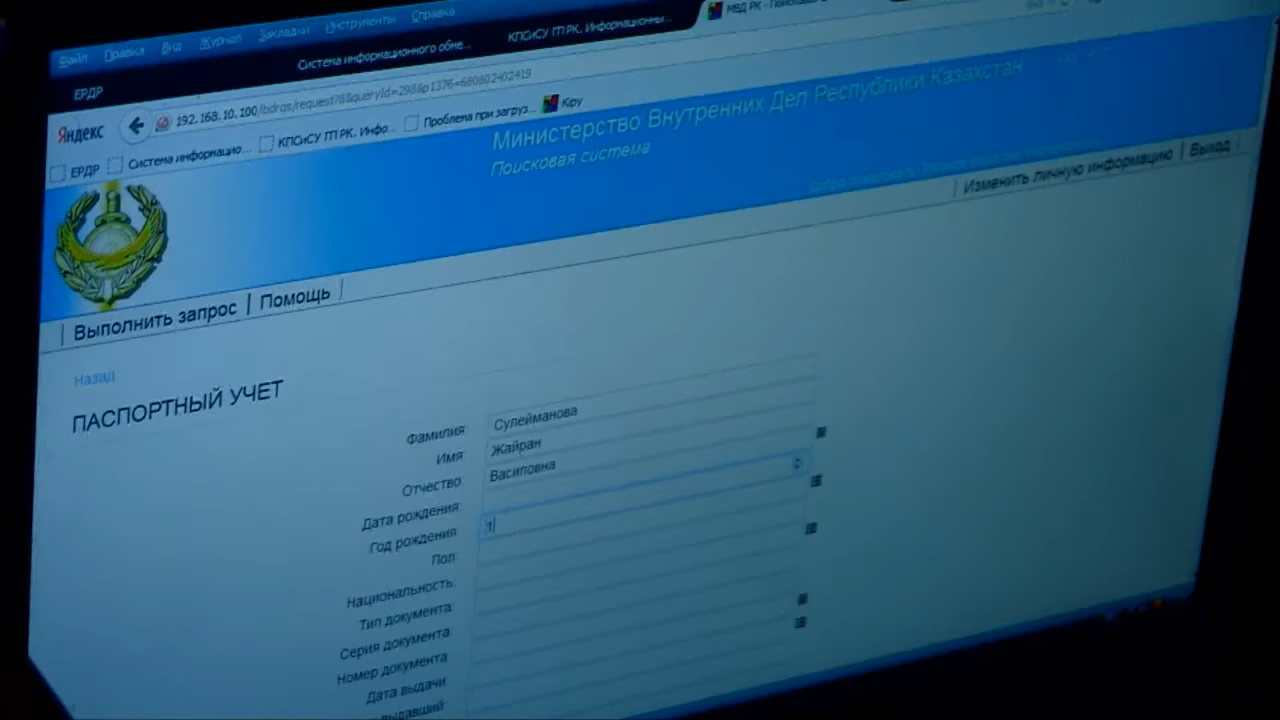 Файл Правка Вид Журнал Закладки Инструменты Справка
ЕРДР
Система информационного обме...
КПСиСУ ГП РК. Информационны...
МВД РК - Поисковая
Яндекс
192.168.10.100/bdrqs/request78&queryId=298&p1376=680802402419
ЕРДР
Система информацио...
КПСиСУ ГП РК. Инфо...
Проблема при загруз...
Кіру
Министерство Внутренних Дел Республики Казахстан
Поисковая система
Изменить личную информацию | Выход
Выполнить запрос | Помощь
Назад
ПАСПОРТНЫЙ УЧЕТ
Фамилия: Сулейманова
Имя: Жайран
Отчество: Васиповна
Дата рождения:
Год рождения: 1
Пол:
Национальность:
Тип документа:
Серия документа:
Номер документа
Дата выдачи